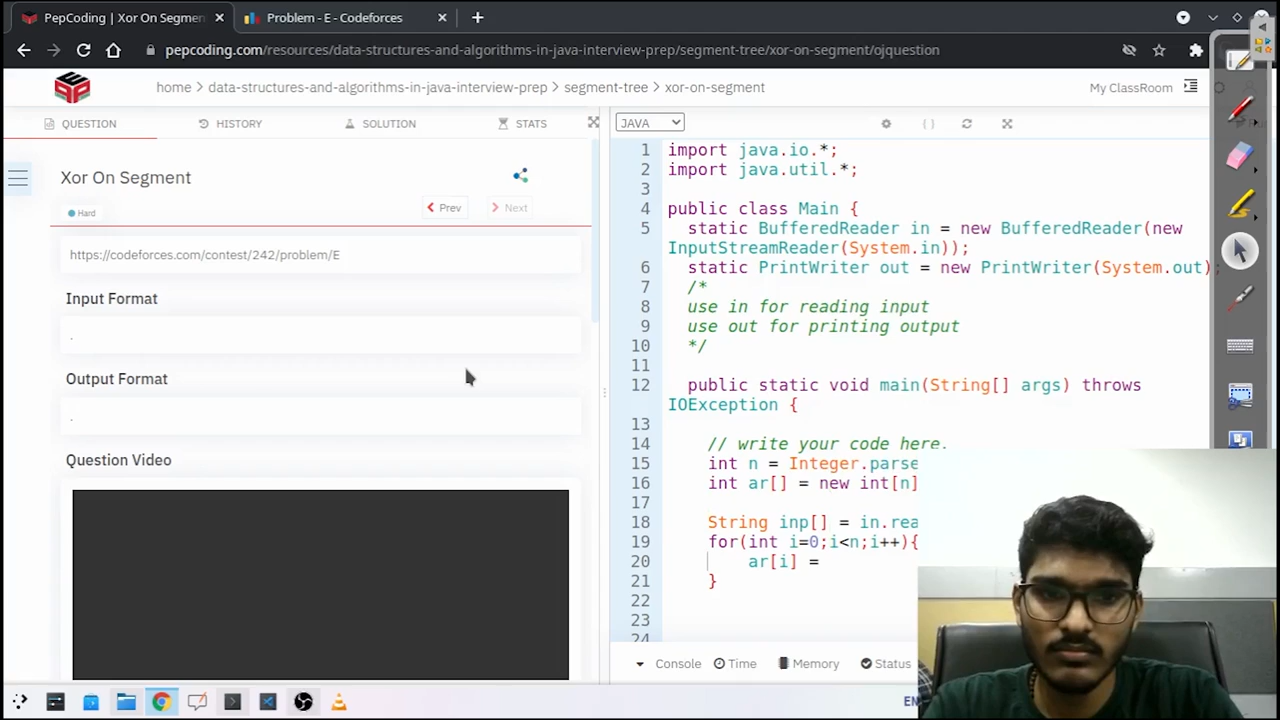 PepCoding | Xor On Segmen
Problem - E - Codeforces
pepcoding.com/resources/data-structures-and-algorithms-in-java-interview-prep/segment-tree/xor-on-segment/ojquestion
home > data-structures-and-algorithms-in-java-interview-prep > segment-tree > xor-on-segment
My ClassRoom
QUESTION
HISTORY
SOLUTION
STATS
Xor On Segment
Prev
Next
Hard
https://codeforces.com/contest/242/problem/E
Input Format
.
Output Format
.
Question Video
JAVA
1 import java.io.*;
2 import java.util.*;
3
4 public class Main {
5 static BufferedReader in = new BufferedReader(new
InputStreamReader(System.in));
6 static PrintWriter out = new PrintWriter(System.out);
7 /*
8 use in for reading input
9 use out for printing output
10 */
11
12 public static void main(String[] args) throws
IOException {
13
14 // write your code here.
15 int n = Integer.parse
16 int ar[] = new int[n]
17
18 String inp[] = in.rea
19 for(int i=0;i<n;i++){
20 ar[i] =
21 }
22
23
24
Console
Time
Memory
Status
EN